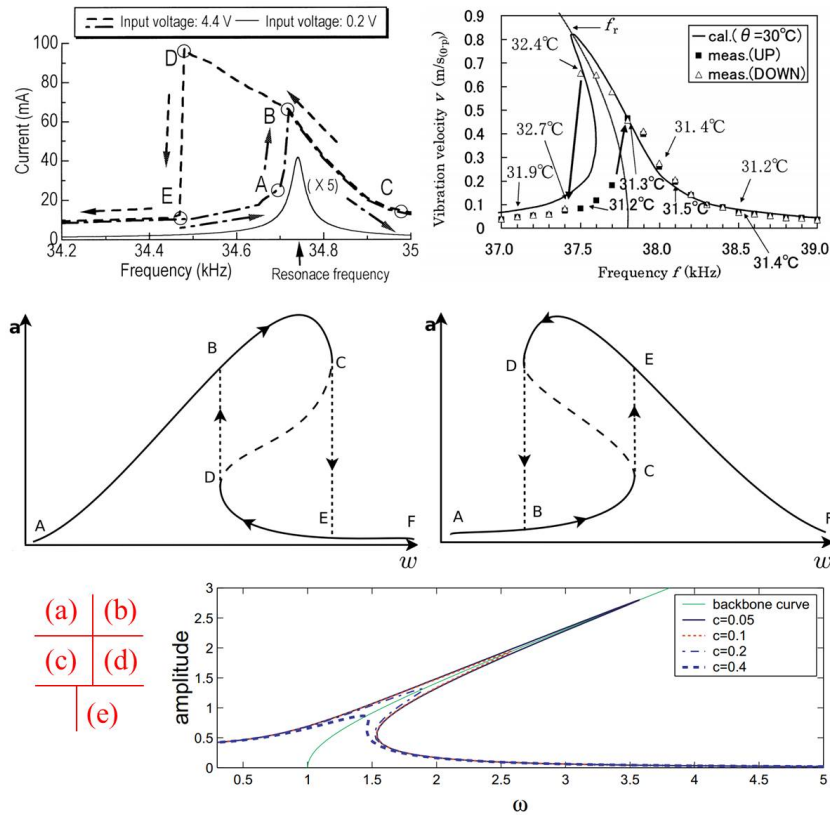 Input voltage: 4.4 V Input voltage: 0.2 V
100
80
60
40
20
0
Current (mA)
D
B
A
C
E
(X 5)
34.2 34.4 34.6 34.8 35
Frequency (kHz)
Resonace frequency
0.9
0.8
0.7
0.6
0.5
0.4
0.3
0.2
0.1
0
Vibration velocity v (m/s(0-p))
fr
cal.(θ=30℃)
meas.(UP)
meas.(DOWN)
32.4℃
32.7℃
31.9℃
31.4℃
31.3℃
31.2℃
31.5℃
31.2℃
31.4℃
37.0 37.5 38.0 38.5 39.0
Frequency f (kHz)
a
B
C
D
A
E
F
w
a
D
E
C
A
B
F
w
(a) (b)
(c) (d)
(e)
3
2.5
2
1.5
1
0.5
0
amplitude
backbone curve
c=0.05
c=0.1
c=0.2
c=0.4
0.5 1 1.5 2 2.5 3 3.5 4 4.5 5
ω